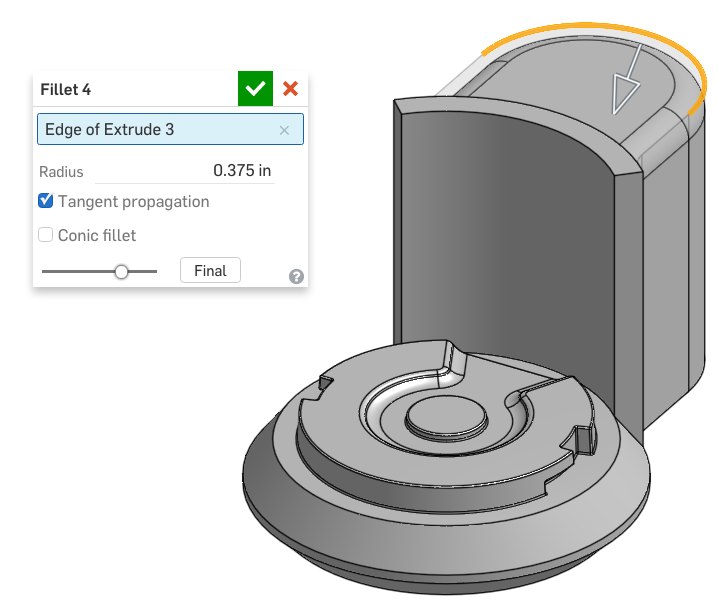 Fillet 4
Edge of Extrude 3
Radius 0.375 in
Tangent propagation
Conic fillet
Final
?